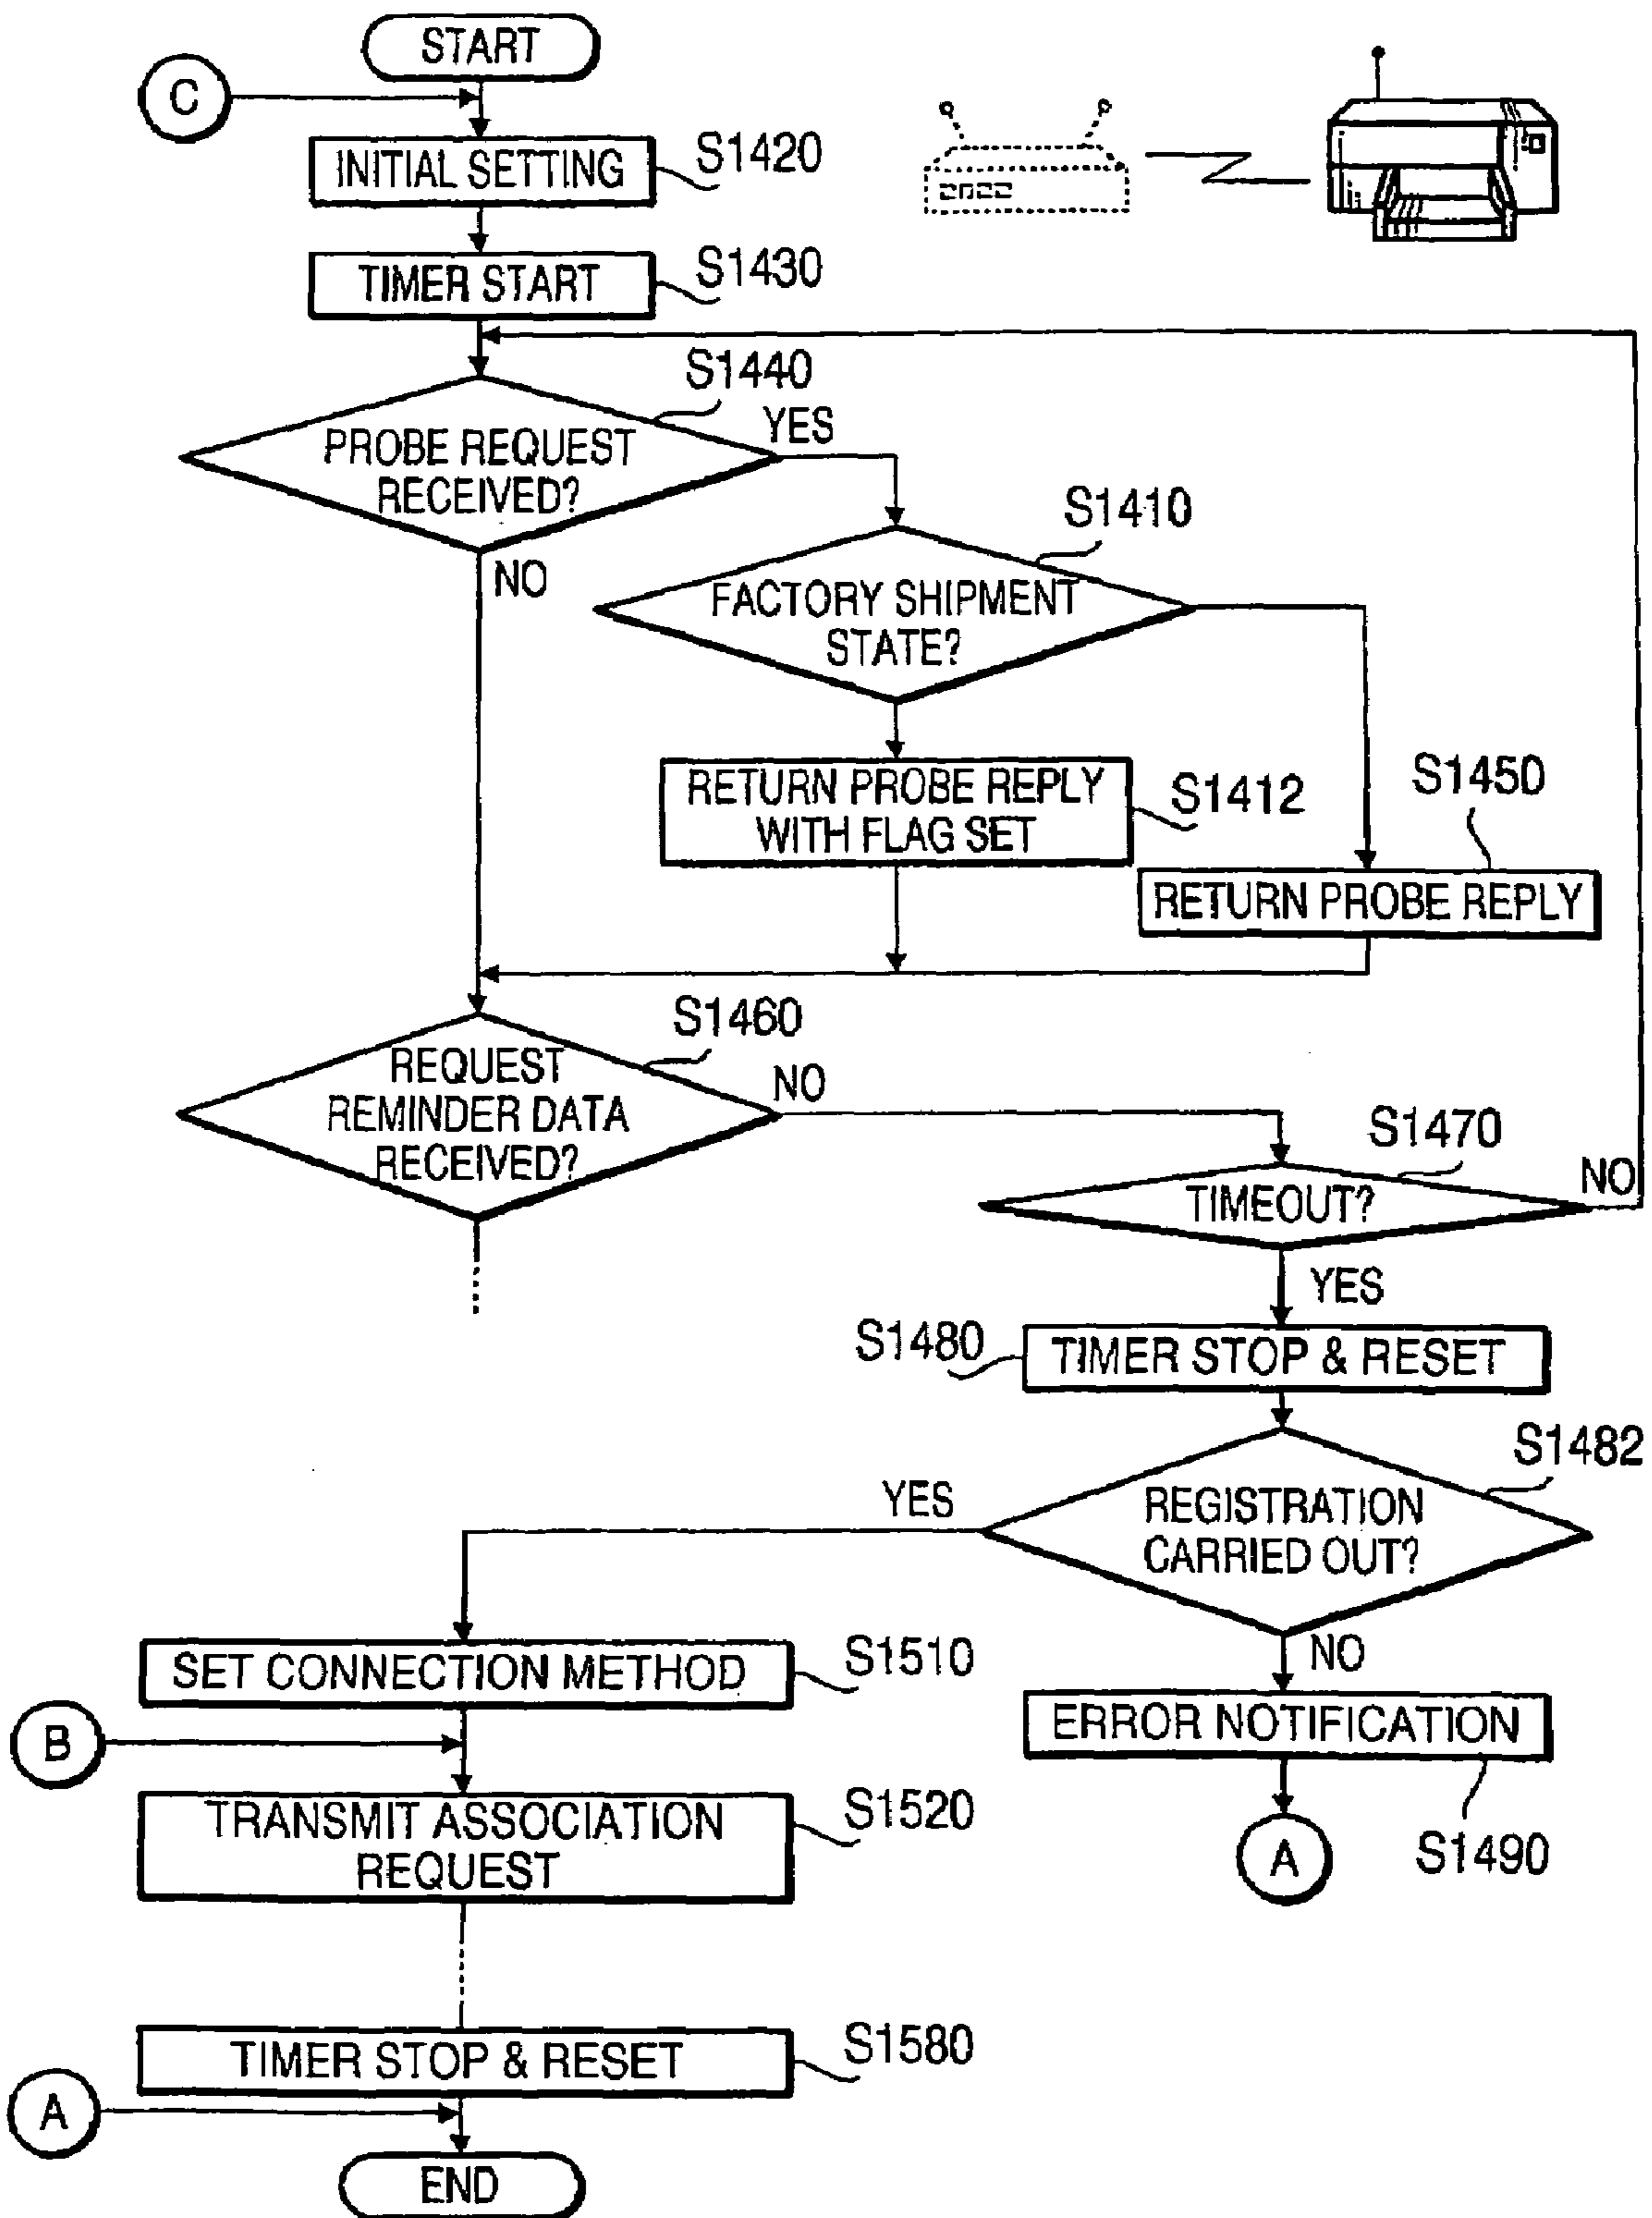 START
C
INITIAL SETTING
S1420
TIMER START
S1430
S1440
PROBE REQUEST
RECEIVED?
YES
NO
S1410
FACTORY SHIPMENT
STATE?
RETURN PROBE REPLY
WITH FLAG SET
S1412
S1450
RETURN PROBE REPLY
S1460
REQUEST
REMINDER DATA
RECEIVED?
NO
S1470
TIMEOUT?
NO
YES
S1480
TIMER STOP & RESET
S1482
REGISTRATION
CARRIED OUT?
YES
NO
SET CONNECTION METHOD
S1510
ERROR NOTIFICATION
S1490
B
A
TRANSMIT ASSOCIATION
REQUEST
S1520
TIMER STOP & RESET
S1580
A
END